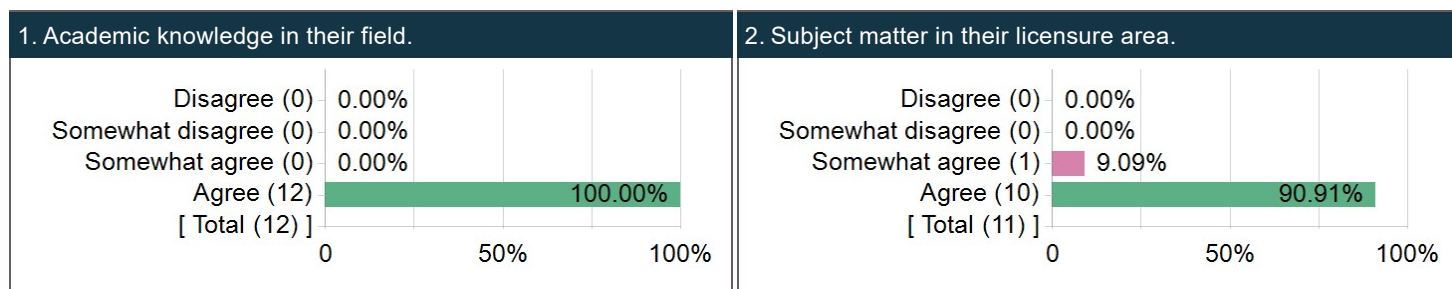 1. Academic knowledge in their field.
Disagree (0) 0.00%
Somewhat disagree (0) 0.00%
Somewhat agree (0) 0.00%
Agree (12) 100.00%
[ Total (12) ]
0 50% 100%
2. Subject matter in their licensure area.
Disagree (0) 0.00%
Somewhat disagree (0) 0.00%
Somewhat agree (1) 9.09%
Agree (10) 90.91%
[ Total (11) ]
0 50% 100%